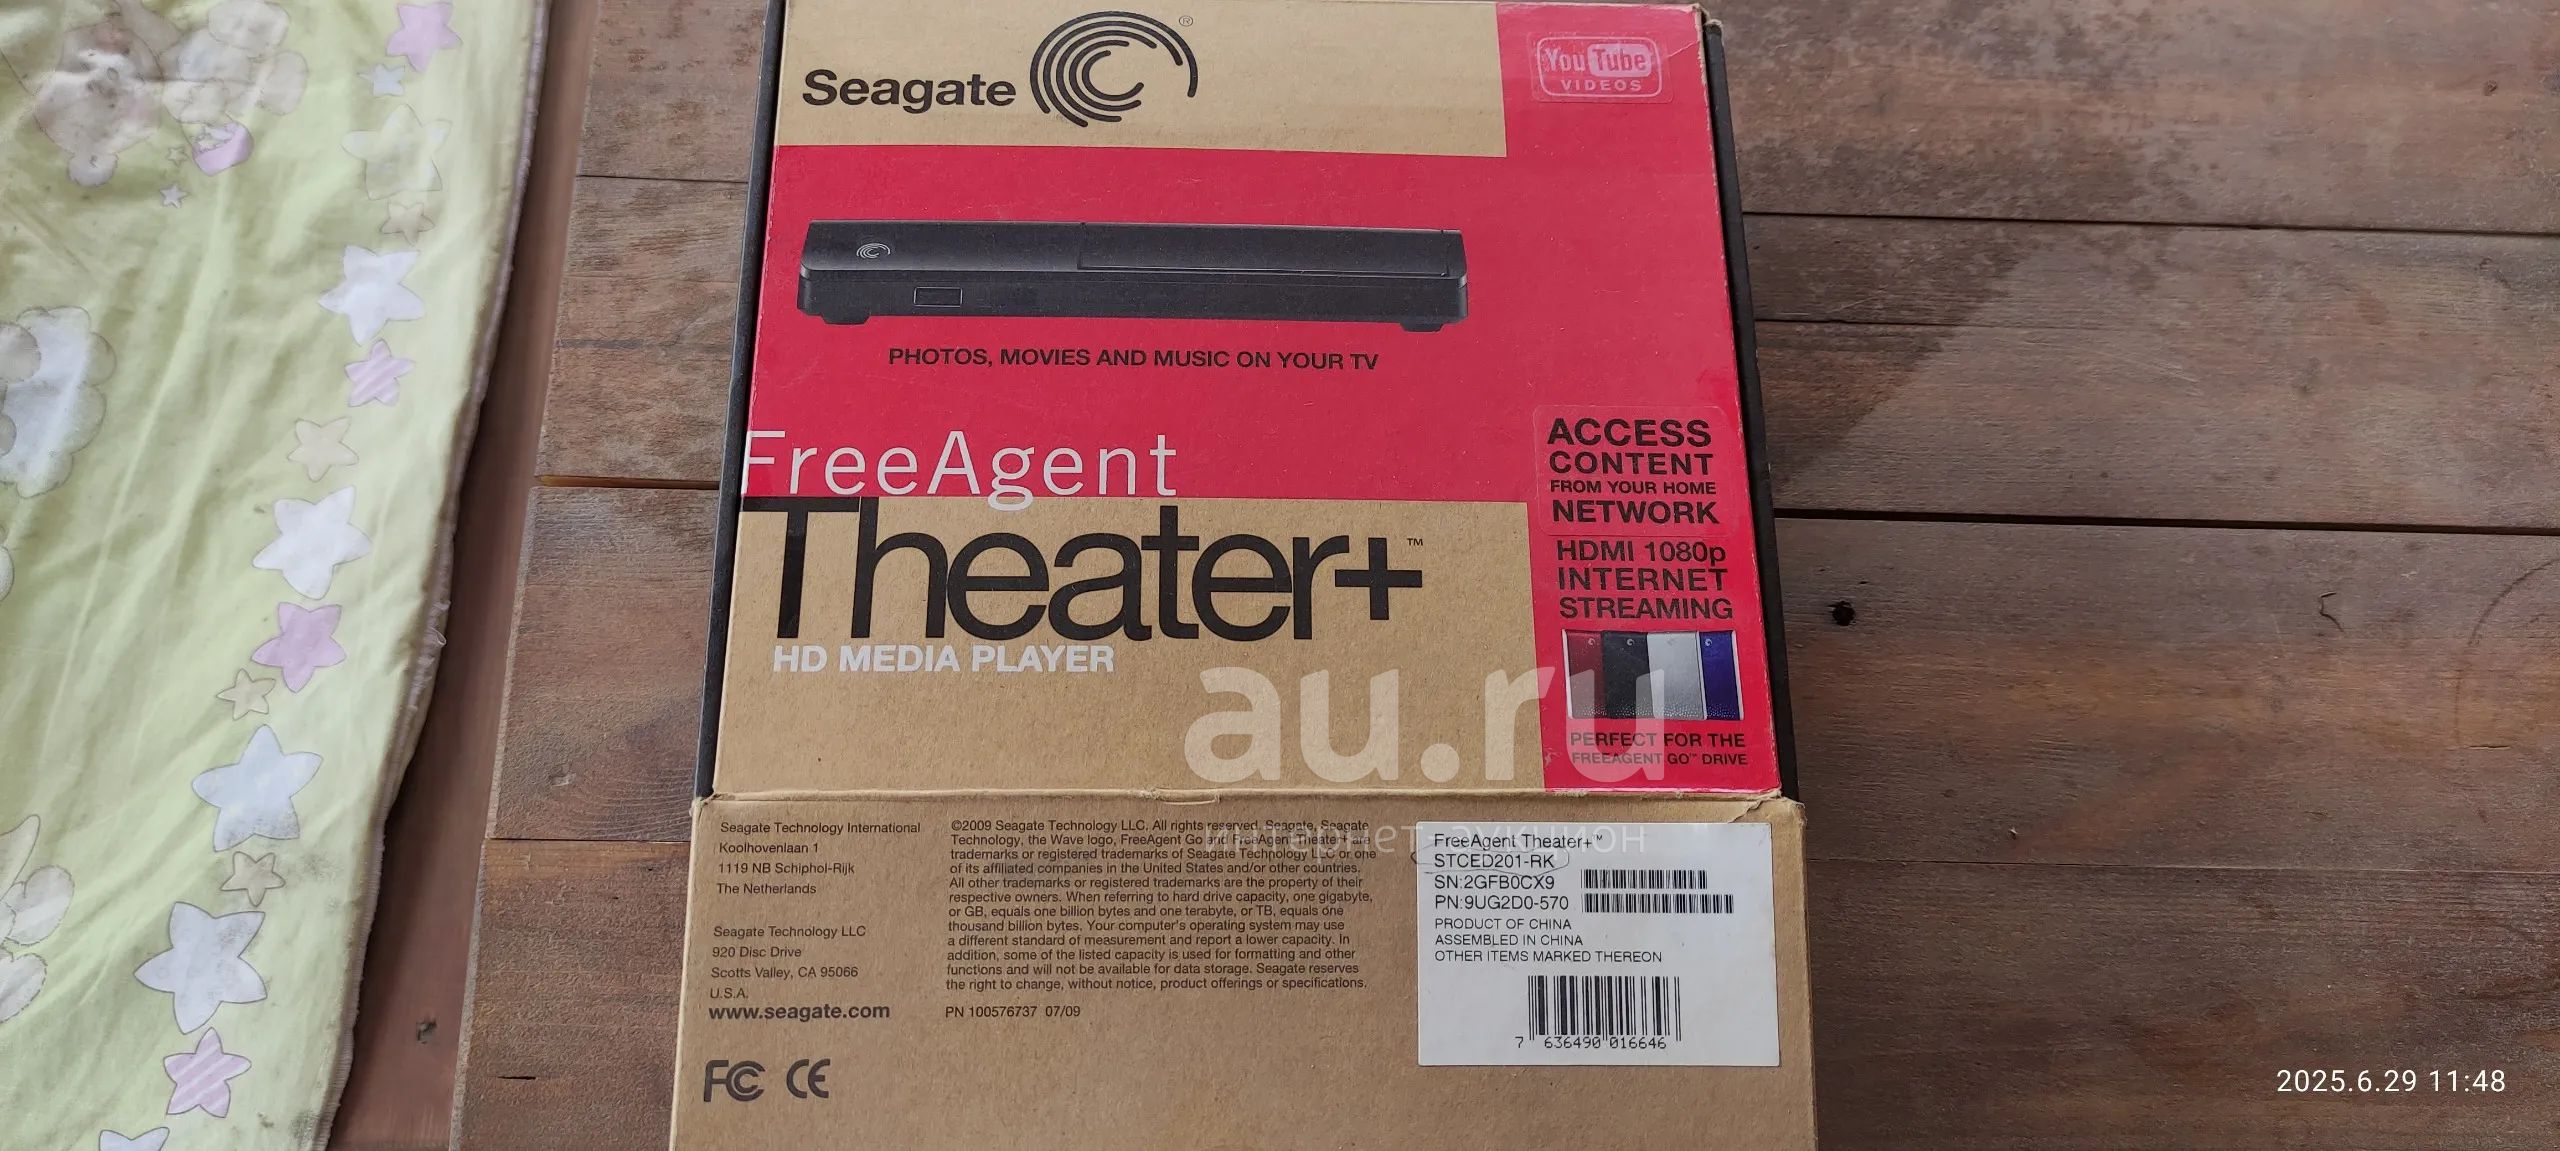 Seagate ®
YouTube
VIDEOS
PHOTOS, MOVIES AND MUSIC ON YOUR TV
FreeAgent
Theater+™
HD MEDIA PLAYER
ACCESS
CONTENT
FROM YOUR HOME
NETWORK
HDMI 1080p
INTERNET
STREAMING
PERFECT FOR THE
FREEAGENT GO™ DRIVE
au.ru
интернет-аукцион
Seagate Technology International
Koolhovenlaan 1
1119 NB Schiphol-Rijk
The Netherlands
Seagate Technology LLC
920 Disc Drive
Scotts Valley, CA 95066
U.S.A.
www.seagate.com
©2009 Seagate Technology LLC. All rights reserved. Seagate, Seagate
Technology, the Wave logo, FreeAgent Go and FreeAgent Theater+ are
trademarks or registered trademarks of Seagate Technology LLC or one
of its affiliated companies in the United States and/or other countries.
All other trademarks or registered trademarks are the property of their
respective owners. When referring to hard drive capacity, one gigabyte,
or GB, equals one billion bytes and one terabyte, or TB, equals one
thousand billion bytes. Your computer's operating system may use
a different standard of measurement and report a lower capacity. In
addition, some of the listed capacity is used for formatting and other
functions and will not be available for data storage. Seagate reserves
the right to change, without notice, product offerings or specifications.
PN 100576737 07/09
FC CE
FreeAgent Theater+™
STCED201-RK
SN:2GFB0CX9
PN:9UG2D0-570
PRODUCT OF CHINA
ASSEMBLED IN CHINA
OTHER ITEMS MARKED THEREON
7 636490 016646
2025.6.29 11:48